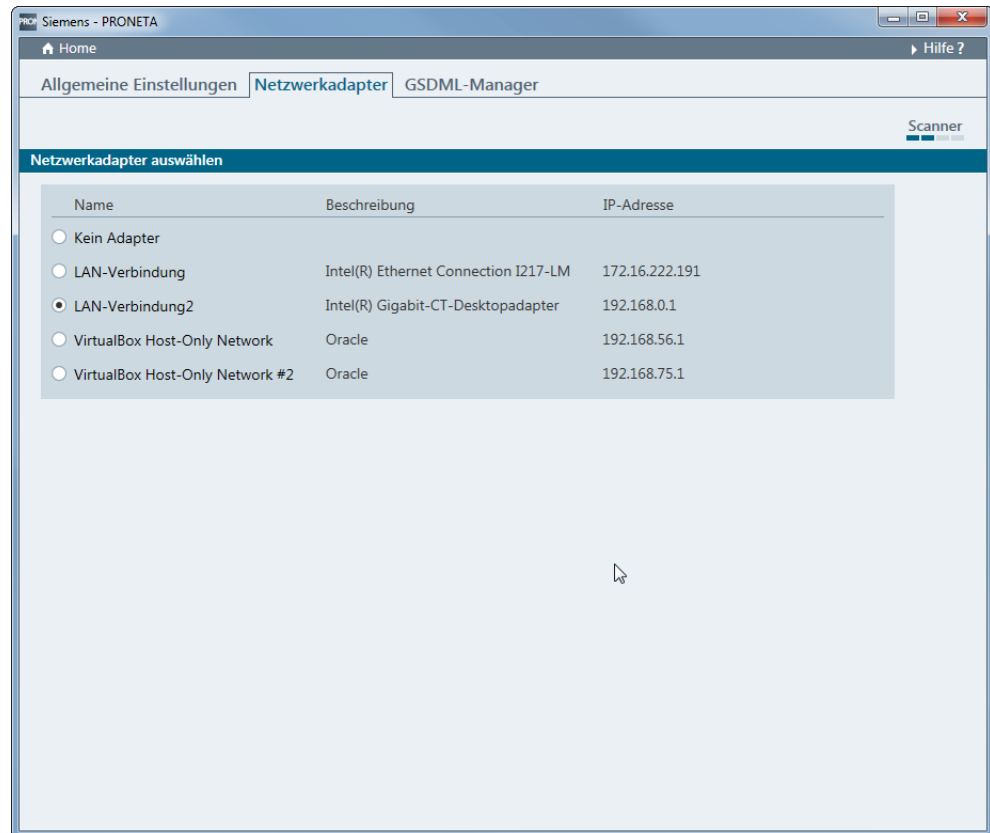 PRON Siemens - PRONETA
Home Hilfe ?
Allgemeine Einstellungen Netzwerkadapter GSDML-Manager
Scanner
Netzwerkadapter auswählen
Name Beschreibung IP-Adresse
Kein Adapter
LAN-Verbindung Intel(R) Ethernet Connection I217-LM 172.16.222.191
LAN-Verbindung2 Intel(R) Gigabit-CT-Desktopadapter 192.168.0.1
VirtualBox Host-Only Network Oracle 192.168.56.1
VirtualBox Host-Only Network #2 Oracle 192.168.75.1